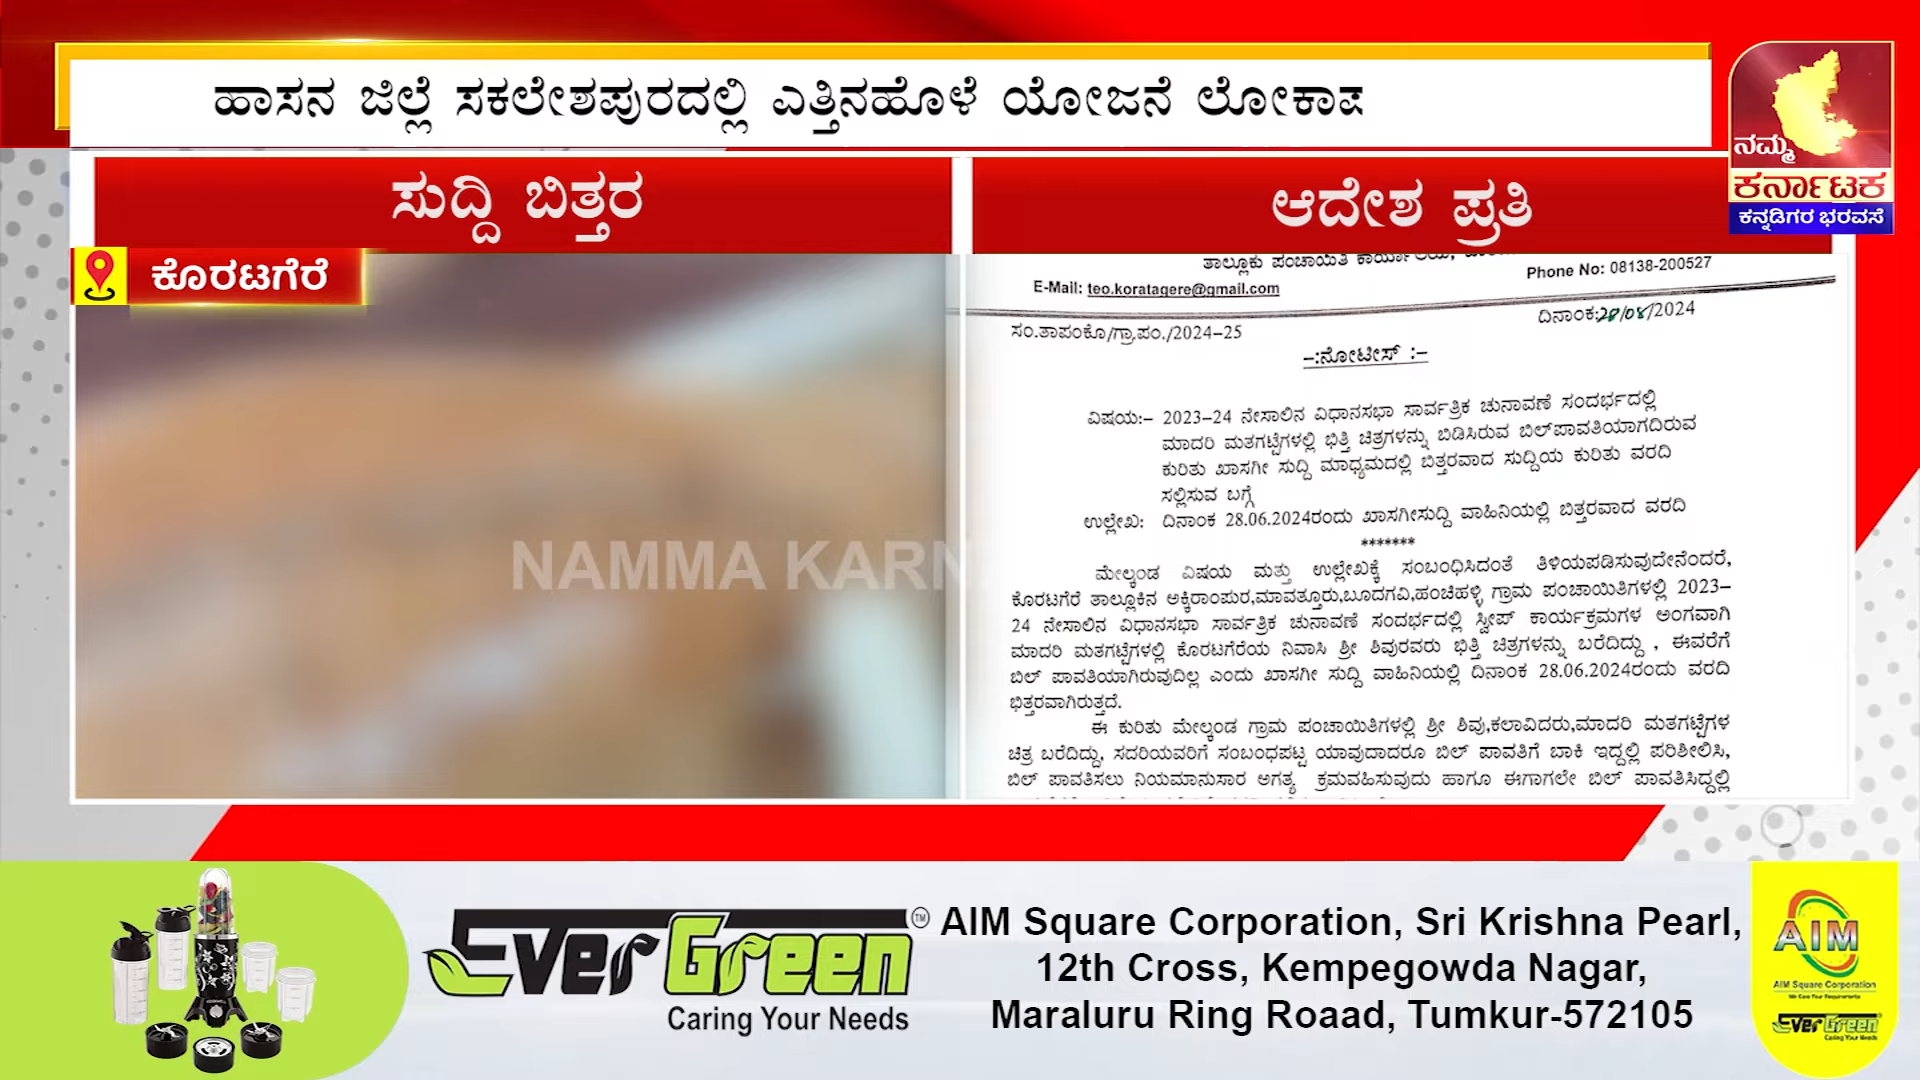 ಹಾಸನ ಜಿಲ್ಲೆ ಸಕಲೇಶಪುರದಲ್ಲಿ ಎತ್ತಿನಹೊಳೆ ಯೋಜನೆ
ನಮ್ಮ
ಕರ್ನಾಟಕ
ಕನ್ನಡಿಗರ ಭರವಸೆ
ಸುದ್ದಿ ಬಿತ್ತರ
ಆದೇಶ ಪ್ರತಿ
ಕೊರಟಗೆರೆ
NAMMA KARN
ತಾಲ್ಲೂಕು ಪಂಚಾಯಿತಿ
E-Mail: teo.koratagere@gmail.com
Phone No: 08138-200527
ಸಂ.ತಾಪಂಕೊ/ಗ್ರಾ.ಪಂ./2024-25
ದಿನಾಂಕ:28/08/2024
-:ನೋಟೀಸ್ :-
ವಿಷಯ:- 2023-24 ನೇಸಾಲಿನ ವಿಧಾನಸಭಾ ಸಾರ್ವತ್ರಿಕ ಚುನಾವಣೆ ಸಂದರ್ಭದಲ್ಲಿ
ಮಾದರಿ ಮತಗಟ್ಟೆಗಳಲ್ಲಿ ಭಿತ್ತಿ ಚಿತ್ರಗಳನ್ನು ಬಿಡಿಸಿರುವ ಬಿಲ್‌ಪಾವತಿಯಾಗದಿರುವ
ಕುರಿತು ಖಾಸಗೀ ಸುದ್ದಿ ಮಾಧ್ಯಮದಲ್ಲಿ ಬಿತ್ತರವಾದ ಸುದ್ದಿಯ ಕುರಿತು ವರದಿ
ಸಲ್ಲಿಸುವ ಬಗ್ಗೆ
ಉಲ್ಲೇಖ: ದಿನಾಂಕ 28.06.2024ರಂದು ಖಾಸಗೀಸುದ್ದಿ ವಾಹಿನಿಯಲ್ಲಿ ಬಿತ್ತರವಾದ ವರದಿ
*******
ಮೇಲ್ಕಂಡ ವಿಷಯ ಮತ್ತು ಉಲ್ಲೇಖಕ್ಕೆ ಸಂಬಂಧಿಸಿದಂತೆ ತಿಳಿಯಪಡಿಸುವುದೇನೆಂದರೆ,
ಕೊರಟಗೆರೆ ತಾಲ್ಲೂಕಿನ ಅಕ್ಕಿರಾಂಪುರ,ಮಾವತ್ತೂರು,ಬೂದಗವಿ,ಹಂಚಿಹಳ್ಳಿ ಗ್ರಾಮ ಪಂಚಾಯಿತಿಗಳಲ್ಲಿ 2023-
24 ನೇಸಾಲಿನ ವಿಧಾನಸಭಾ ಸಾರ್ವತ್ರಿಕ ಚುನಾವಣೆ ಸಂದರ್ಭದಲ್ಲಿ ಸ್ವೀಪ್ ಕಾರ್ಯಕ್ರಮಗಳ ಅಂಗವಾಗಿ
ಮಾದರಿ ಮತಗಟ್ಟೆಗಳಲ್ಲಿ ಕೊರಟಗೆರೆಯ ನಿವಾಸಿ ಶ್ರೀ ಶಿವುರವರು ಭಿತ್ತಿ ಚಿತ್ರಗಳನ್ನು ಬರೆದಿದ್ದು , ಈವರೆಗೆ
ಬಿಲ್ ಪಾವತಿಯಾಗಿರುವುದಿಲ್ಲ ಎಂದು ಖಾಸಗೀ ಸುದ್ದಿ ವಾಹಿನಿಯಲ್ಲಿ ದಿನಾಂಕ 28.06.2024ರಂದು ವರದಿ
ಭಿತ್ತರವಾಗಿರುತ್ತದೆ.
ಈ ಕುರಿತು ಮೇಲ್ಕಂಡ ಗ್ರಾಮ ಪಂಚಾಯಿತಿಗಳಲ್ಲಿ ಶ್ರೀ ಶಿವು,ಕಲಾವಿದರು,ಮಾದರಿ ಮತಗಟ್ಟೆಗಳ
ಚಿತ್ರ ಬರೆದಿದ್ದು, ಸದರಿಯವರಿಗೆ ಸಂಬಂಧಪಟ್ಟ ಯಾವುದಾದರೂ ಬಿಲ್ ಪಾವತಿಗೆ ಬಾಕಿ ಇದ್ದಲ್ಲಿ ಪರಿಶೀಲಿಸಿ,
ಬಿಲ್ ಪಾವತಿಸಲು ನಿಯಮಾನುಸಾರ ಅಗತ್ಯ ಕ್ರಮವಹಿಸುವುದು ಹಾಗೂ ಈಗಾಗಲೇ ಬಿಲ್ ಪಾವತಿಸಿದ್ದಲ್ಲಿ
EverGreen TM
Caring Your Needs
AIM Square Corporation, Sri Krishna Pearl,
12th Cross, Kempegowda Nagar,
Maraluru Ring Roaad, Tumkur-572105
AIM
AIM Square Corporation
We Care Your Requirements
EverGreen
Caring Your Needs